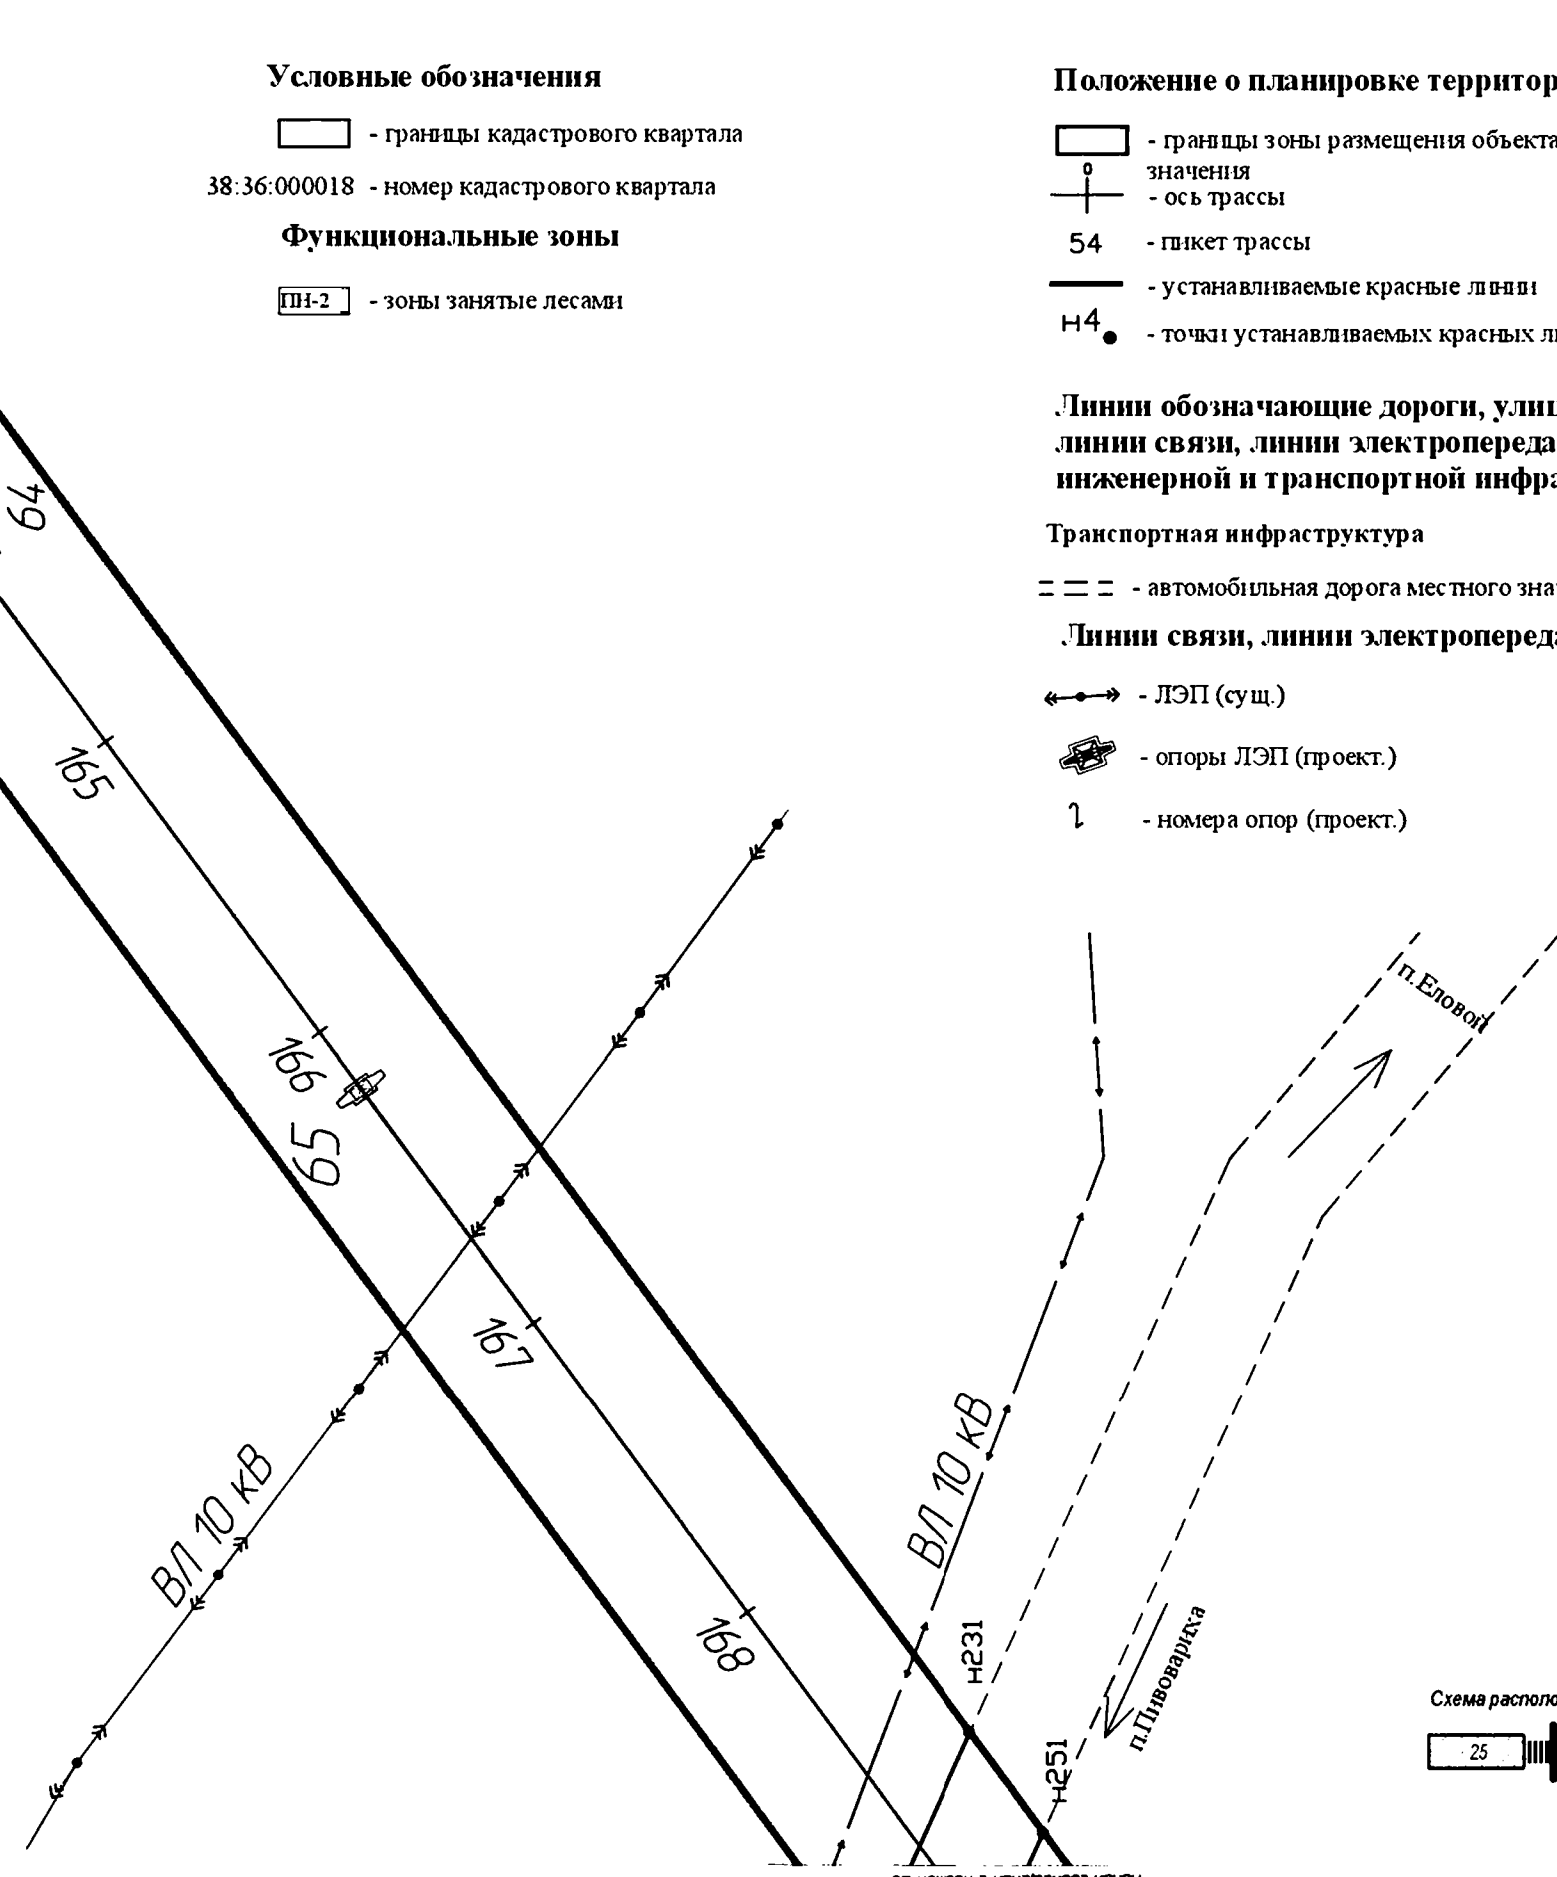 Условные обозначения
- границы кадастрового квартала
38:36:000018 - номер кадастрового квартала
Функциональные зоны
ПН-2 - зоны занятые лесами
Положение о планировке территор
- границы зоны размещения объекта
значения
0
- ось трассы
54 - пикет трассы
- устанавливаемые красные линии
н4 - точки устанавливаемых красных
Линии обозначающие дороги, улиц
линии связи, линии электропереда
инженерной и транспортной инфра
Транспортная инфраструктура
- автомобильная дорога местного зна
Линии связи, линии электропереда
- ЛЭП (сущ.)
- опоры ЛЭП (проект.)
1 - номера опор (проект.)
64
165
166
65
167
168
ВЛ 10 кВ
ВЛ 10 кВ
п.Еловой
н231
н251
п.Пивовариха
Схема располо
25